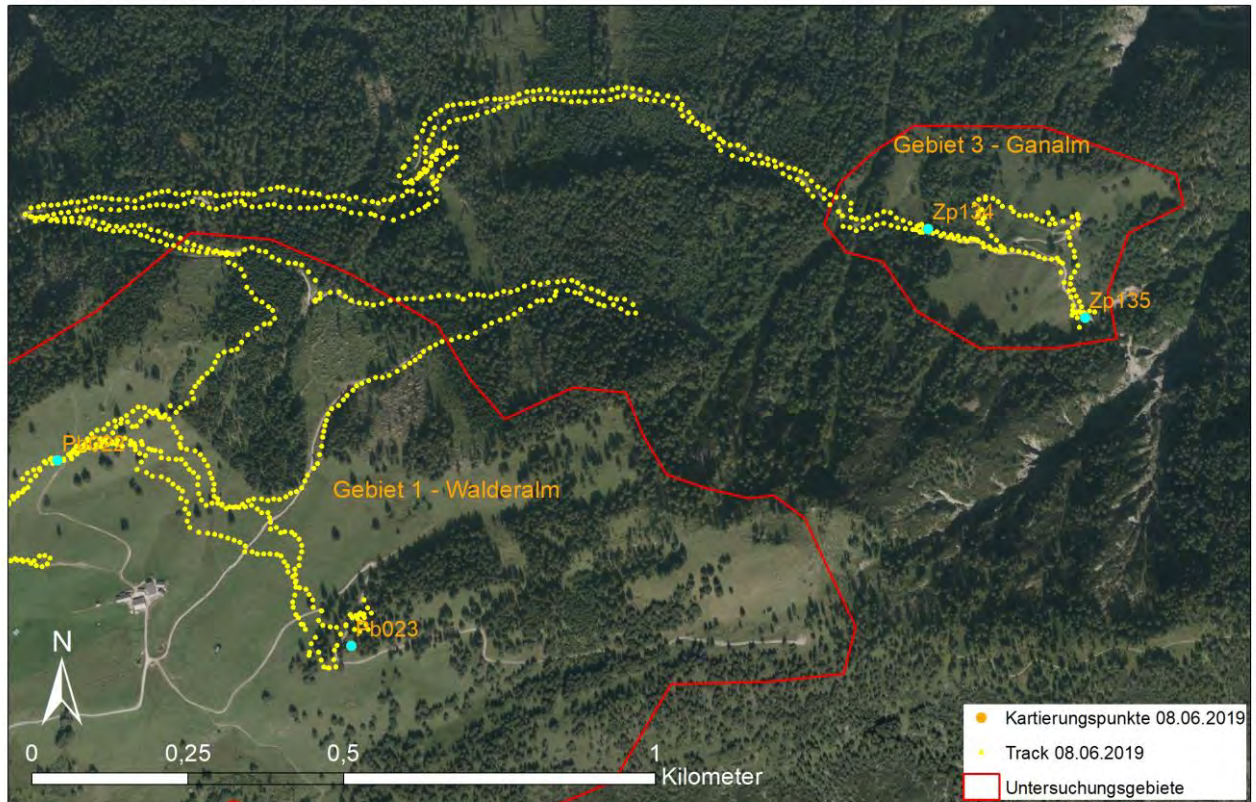 Gebiet 3 - Ganalm
Zp134
Zp135
Pb022
Gebiet 1 - Walderalm
Pb023
N
0 0,25 0,5 1
Kilometer
Kartierungspunkte 08.06.2019
Track 08.06.2019
Untersuchungsgebiete